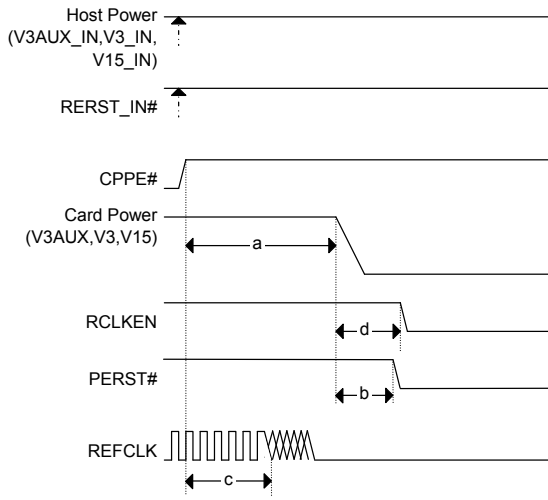 Host Power
(V3AUX_IN,V3_IN,
V15_IN)
RERST_IN#
CPPE#
Card Power
(V3AUX,V3,V15)
a
RCLKEN
d
PERST#
b
REFCLK
c